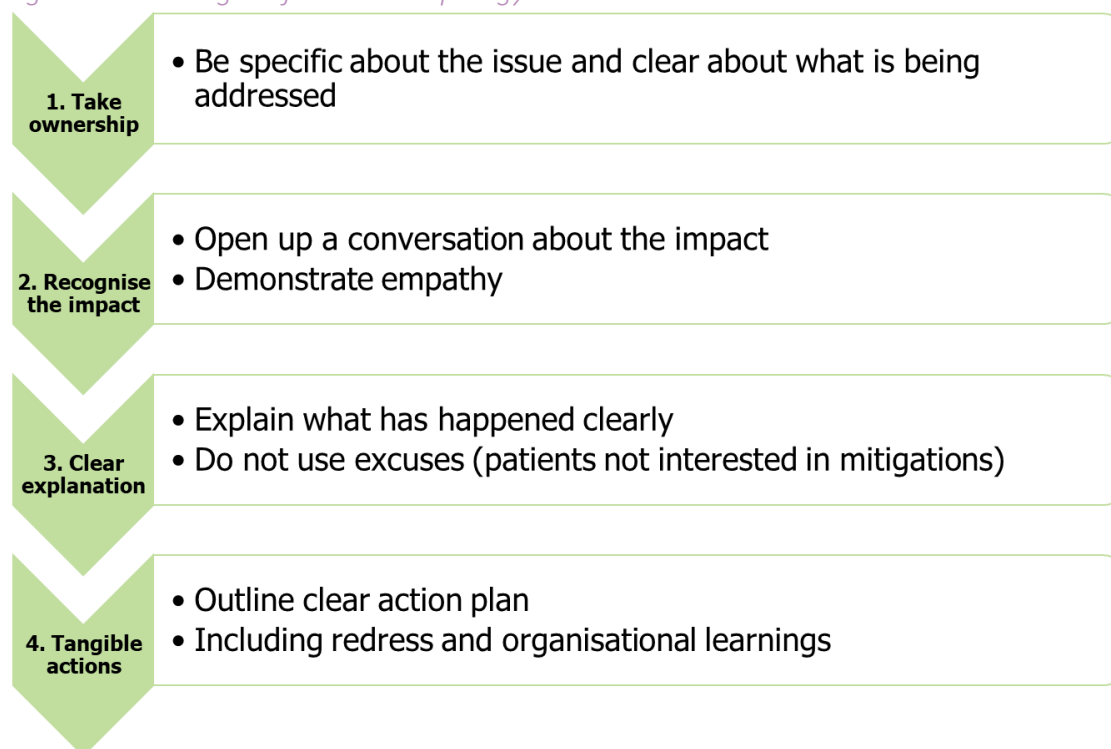 1. Take
ownership
• Be specific about the issue and clear about what is being
addressed
2. Recognise
the impact
• Open up a conversation about the impact
• Demonstrate empathy
3. Clear
explanation
• Explain what has happened clearly
• Do not use excuses (patients not interested in mitigations)
4. Tangible
actions
• Outline clear action plan
• Including redress and organisational learnings